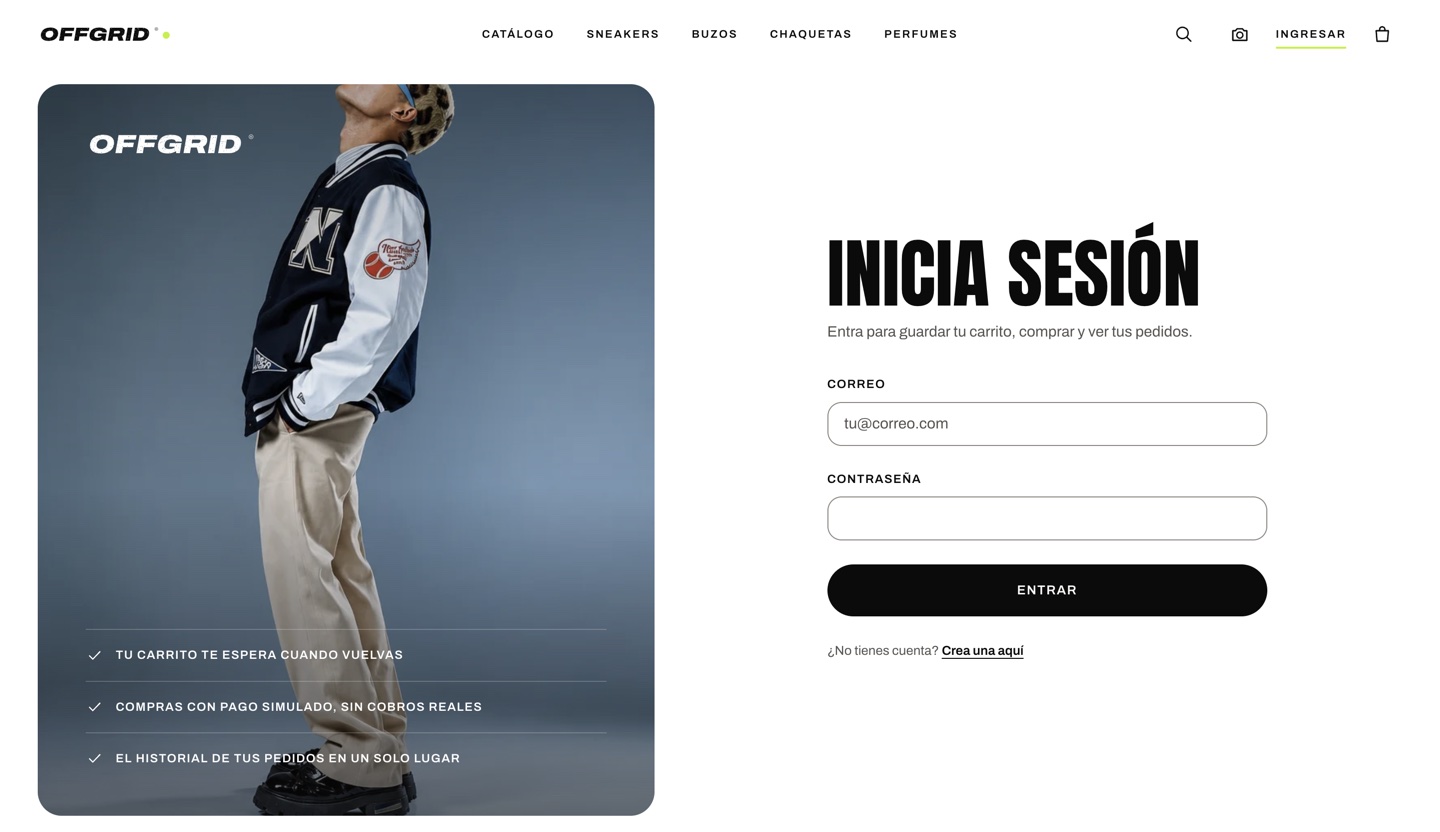 OFFGRID
CATÁLOGO SNEAKERS BUZOS CHAQUETAS PERFUMES
INGRESAR
OFFGRID
N
INICIA SESIÓN
Entra para guardar tu carrito, comprar y ver tus pedidos.
CORREO
tu@correo.com
CONTRASEÑA
ENTRAR
¿No tienes cuenta? Crea una aquí
TU CARRITO TE ESPERA CUANDO VUELVAS
COMPRAS CON PAGO SIMULADO, SIN COBROS REALES
EL HISTORIAL DE TUS PEDIDOS EN UN SOLO LUGAR